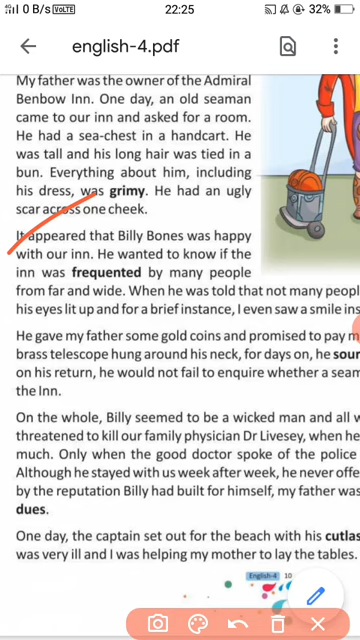 0 B/s VoLTE 22:25 32%
english-4.pdf
My father was the owner of the Admiral
Benbow Inn. One day, an old seaman
came to our inn and asked for a room.
He had a sea-chest in a handcart. He
was tall and his long hair was tied in a
bun. Everything about him, including
his dress, was grimy. He had an ugly
scar across one cheek.
It appeared that Billy Bones was happy
with our inn. He wanted to know if the
inn was frequented by many people
from far and wide. When he was told that not many peopl
his eyes lit up and for a brief instance, I even saw a smile ins
He gave my father some gold coins and promised to pay m
brass telescope hung around his neck, for days on, he sour
on his return, he would not fail to enquire whether a seam
the Inn.
On the whole, Billy seemed to be a wicked man and all
threatened to kill our family physician Dr Livesey, when he
much. Only when the good doctor spoke of the police
Although he stayed with us week after week, he never offe
by the reputation Billy had built for himself, my father was
dues.
One day, the captain set out for the beach with his cutlas
was very ill and I was helping my mother to lay the tables.
English-4 10